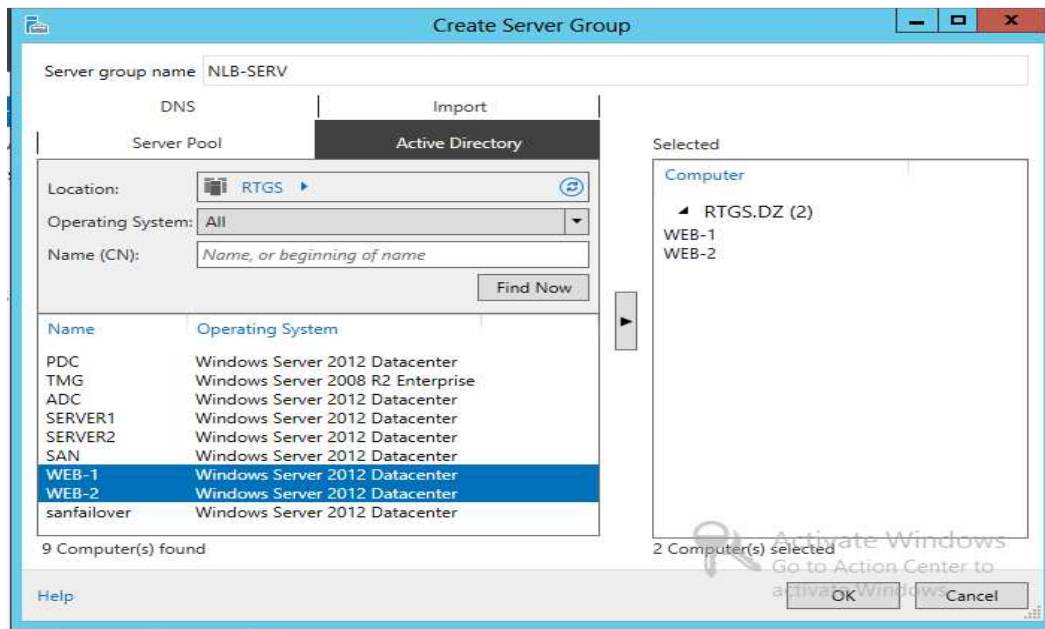 Create Server Group
Server group name NLB-SERV
DNS Import
Server Pool Active Directory
Location: RTGS
Operating System: All
Name (CN): Name, or beginning of name
Find Now
Name Operating System
PDC Windows Server 2012 Datacenter
TMG Windows Server 2008 R2 Enterprise
ADC Windows Server 2012 Datacenter
SERVER1 Windows Server 2012 Datacenter
SERVER2 Windows Server 2012 Datacenter
SAN Windows Server 2012 Datacenter
WEB-1 Windows Server 2012 Datacenter
WEB-2 Windows Server 2012 Datacenter
sanfailover Windows Server 2012 Datacenter
9 Computer(s) found
Selected
Computer
RTGS.DZ (2)
WEB-1
WEB-2
2 Computer(s) selected
Activate Windows
Go to Action Center to
activate Windows.
Help OK Cancel